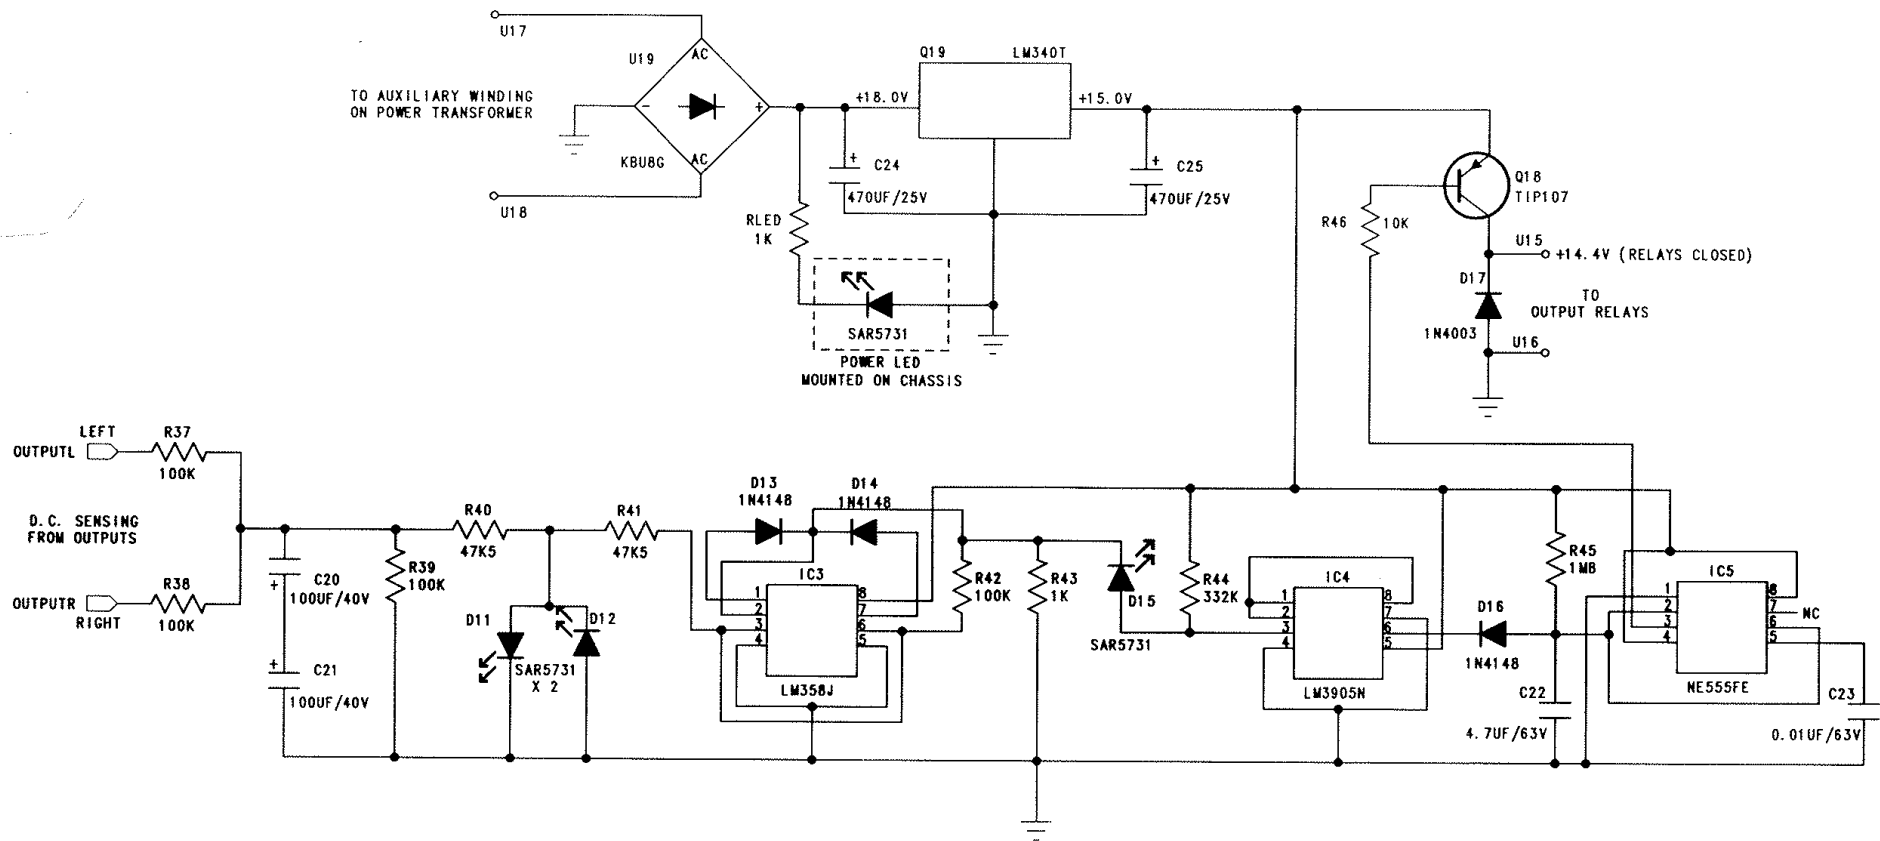 U17
U19
AC
TO AUXILIARY WINDING
ON POWER TRANSFORMER
-
+
KBU8G
AC
U18
+18.0V
Q19
LM340T
+15.0V
+
C24
470UF/25V
+
C25
470UF/25V
RLED
1K
SAR5731
POWER LED
MOUNTED ON CHASSIS
R46
10K
Q18
TIP107
U15
+14.4V (RELAYS CLOSED)
D17
1N4003
TO
OUTPUT RELAYS
U16
LEFT
OUTPUTL
R37
100K
D.C. SENSING
FROM OUTPUTS
R38
100K
OUTPUTR
RIGHT
C20
+
100UF/40V
+
C21
100UF/40V
R39
100K
R40
47K5
R41
47K5
D11
D12
SAR5731
X 2
D13
1N4148
D14
1N4148
IC3
1
2
3
4
8
7
6
5
LM358J
R42
100K
R43
1K
D15
SAR5731
R44
332K
IC4
1
2
3
4
8
7
6
5
LM3905N
D16
1N4148
R45
1MB
C22
4.7UF/63V
IC5
1
2
3
4
8
7
6
5
NC
NE555FE
C23
0.01UF/63V